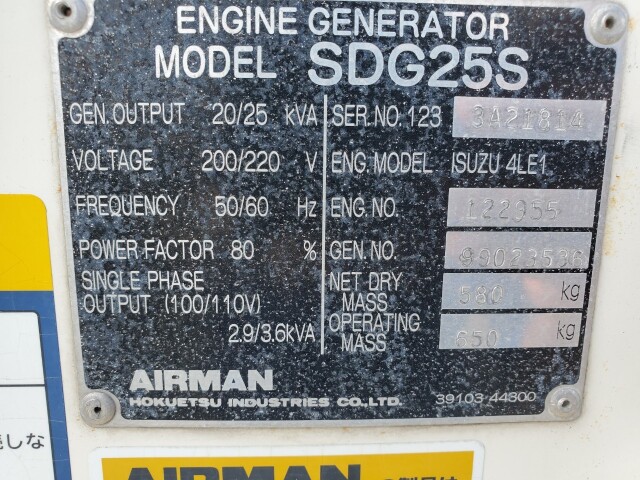 ENGINE GENERATOR
MODEL SDG25S
GEN. OUTPUT 20/25 kVA SER. NO. 123 3A21814
VOLTAGE 200/220 V ENG. MODEL ISUZU 4LE1
FREQUENCY 50/60 Hz ENG. NO. 122955
POWER FACTOR 80 % GEN. NO. 99023536
SINGLE PHASE OUTPUT (100/110V) NET DRY MASS 580 kg
2.9/3.6kVA OPERATING MASS 650 kg
AIRMAN
HOKUETSU INDUSTRIES CO.,LTD. 39103 44800
しな
AIRMAN